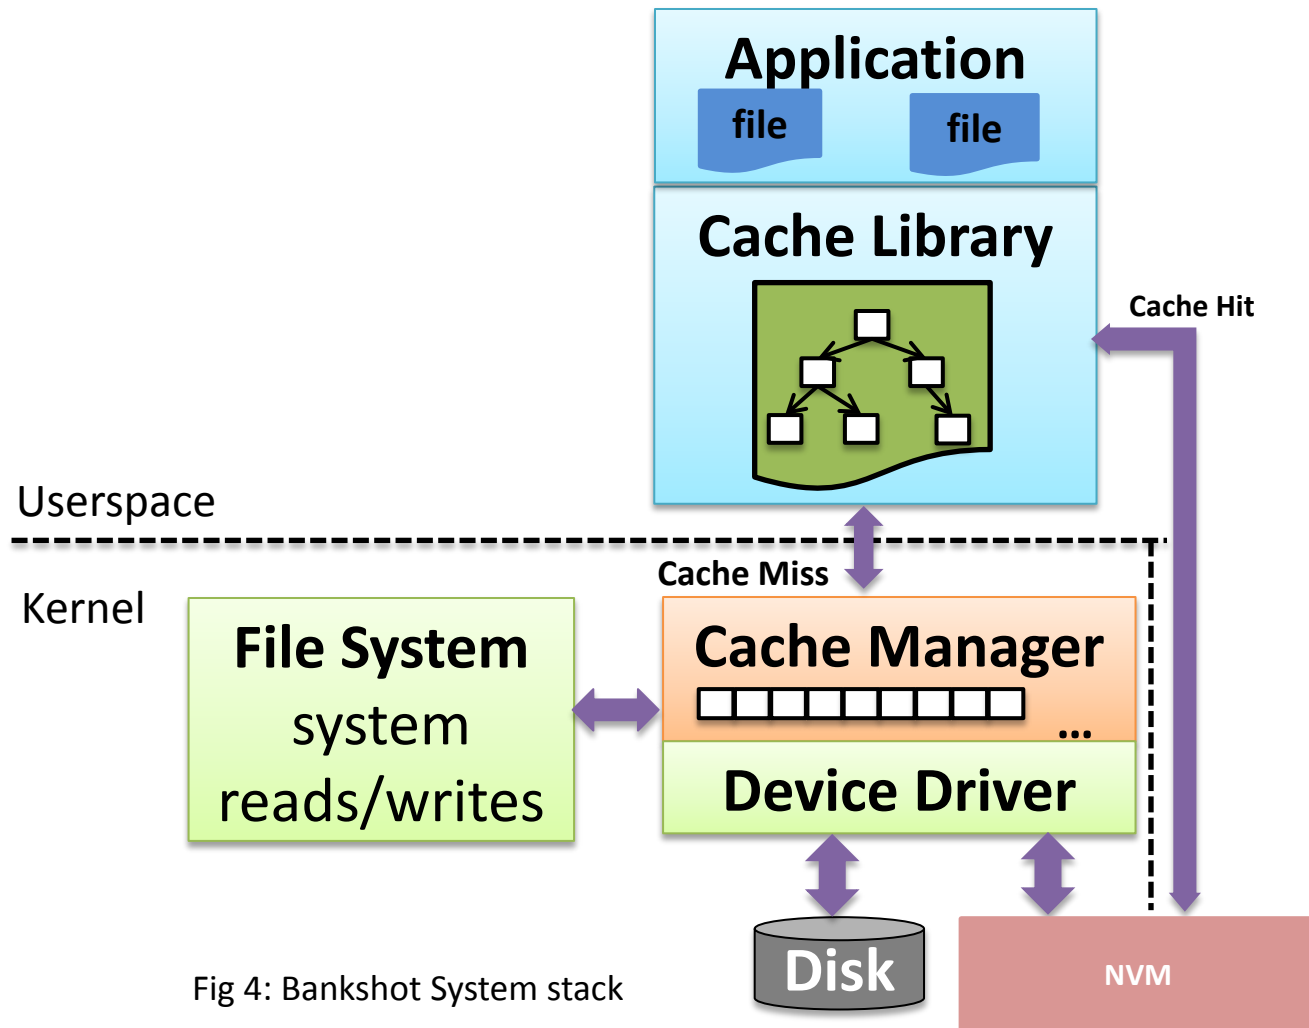 Application
file
file
Cache Library
Cache Hit
Userspace
Cache Miss
Kernel
File System
system
reads/writes
Cache Manager
...
Device Driver
Disk
NVM
Fig 4: Bankshot System stack